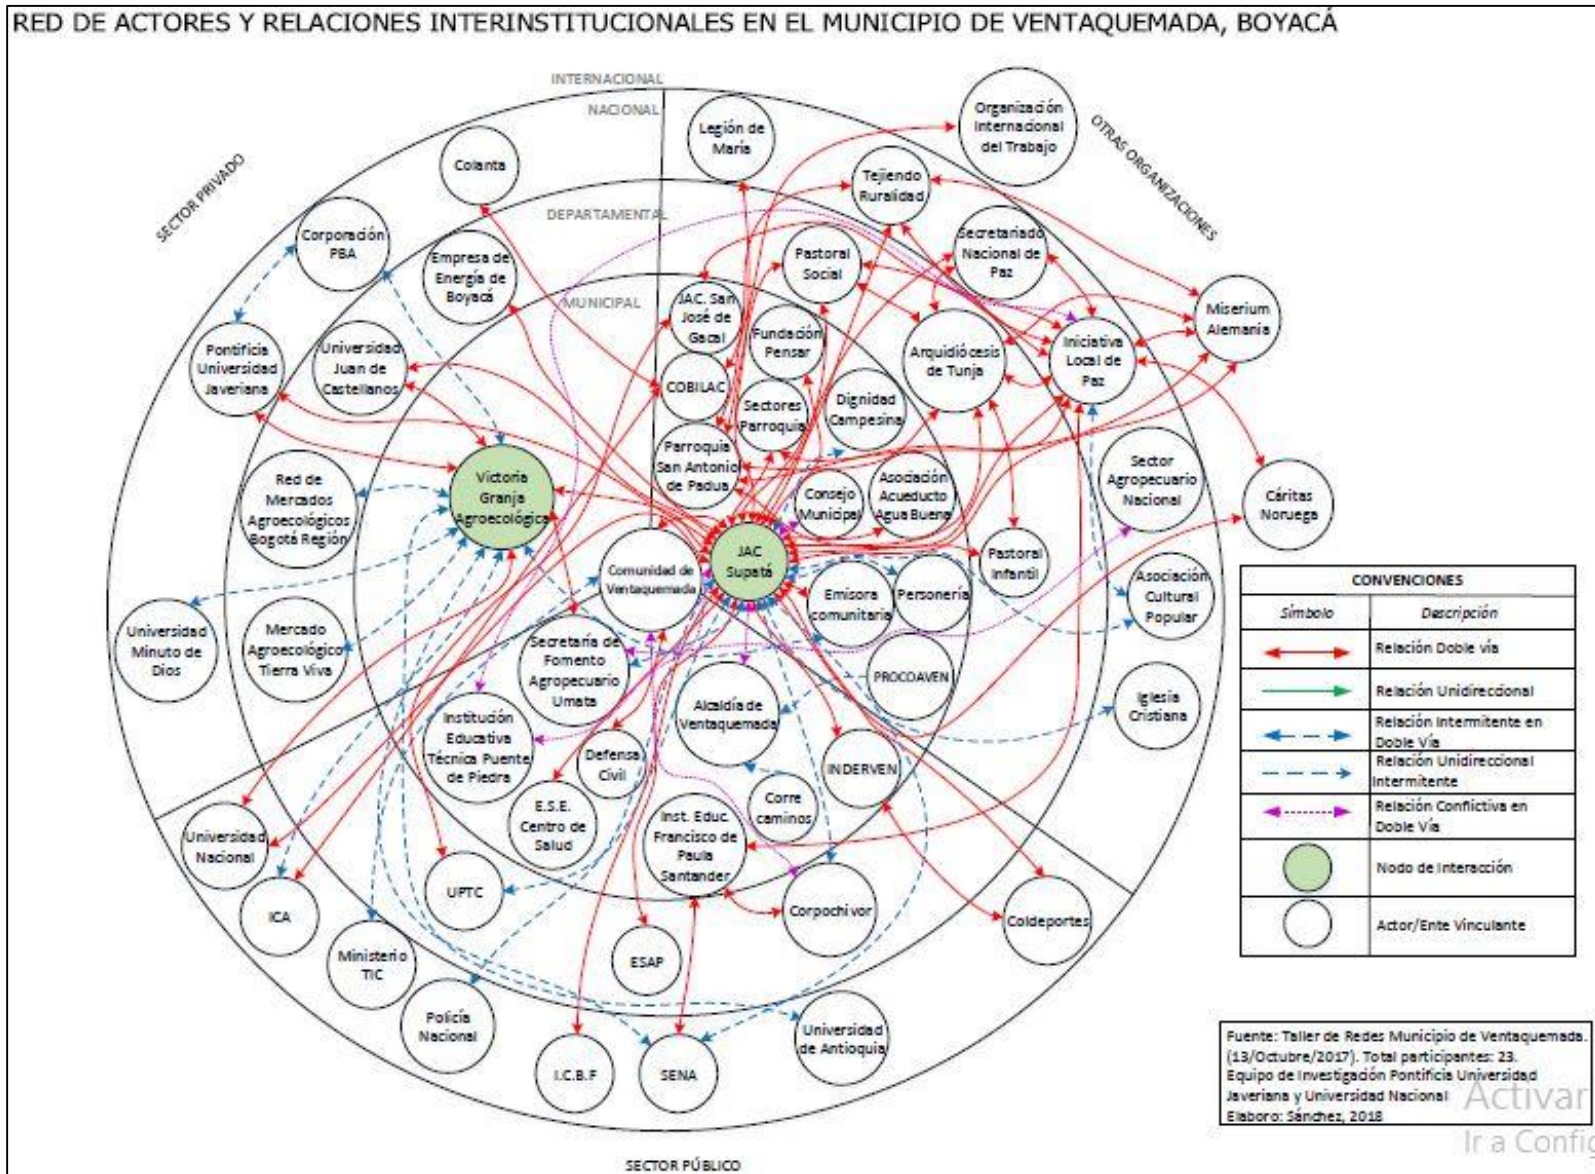 RED DE ACTORES Y RELACIONES INTERINSTITUCIONALES EN EL MUNICIPIO DE VENTAQUEMADA, BOYACÁ
INTERNACIONAL
NACIONAL
DEPARTAMENTAL
MUNICIPAL
SECTOR PRIVADO
OTRAS ORGANIZACIONES
SECTOR PÚBLICO
Colanta
Corporación
PBA
Empresa de
Energía de
Boyacá
Pontificia
Universidad
Javeriana
Universidad
Juan de
Castellanos
Red de
Mercados
Agroecológicos
Bogotá Región
Victoria
Granja
Agroecológica
Universidad
Minuto de
Dios
Mercado
Agroecológico
Tierra Viva
Legión de
María
Organización
Internacional
del Trabajo
Tejiendo
Ruralidad
Secretariado
Nacional de
Paz
Pastoral
Social
JAC. San
José de
Gacal
Fundación
Pensar
COBILAC
Sectores
Parroquia
Dignidad
Campesina
Arquidiócesis
de Tunja
Iniciativa
Local de
Paz
Miserium
Alemania
Parroquia
San Antonio
de Padua
Consejo
Municipal
Asociación
Acueducto
Agua Buena
Sector
Agropecuario
Nacional
Cáritas
Noruega
Pastoral
Infantil
Asociación
Cultural
Popular
Iglesia
Cristiana
JAC
Supatá
Comunidad de
Ventaquemada
Emisora
comunitaria
Personería
PROCOAVEN
Secretaría de
Fomento
Agropecuario
Umata
Institución
Educativa
Técnica Puente
de Piedra
Defensa
Civil
E.S.E.
Centro de
Salud
Alcaldía de
Ventaquemada
INDERVEN
Corre
caminos
Inst. Educ.
Francisco de
Paula
Santander
Universidad
Nacional
ICA
Ministerio
TIC
Policía
Nacional
UPTC
I.C.B.F
ESAP
SENA
Universidad
de Antioquia
Corpochivor
Coldeportes
CONVENCIONES
Símbolo
Descripción
Relación Doble vía
Relación Unidireccional
Relación Intermitente en
Doble Vía
Relación Unidireccional
Intermitente
Relación Conflictiva en
Doble Vía
Nodo de Interacción
Actor/Ente Vinculante
Fuente: Taller de Redes Municipio de Ventaquemada.
(13/Octubre/2017). Total participantes: 23.
Equipo de Investigación Pontificia Universidad
Javeriana y Universidad Nacional
Elaboro: Sánchez, 2018
Activar
Ir a Config